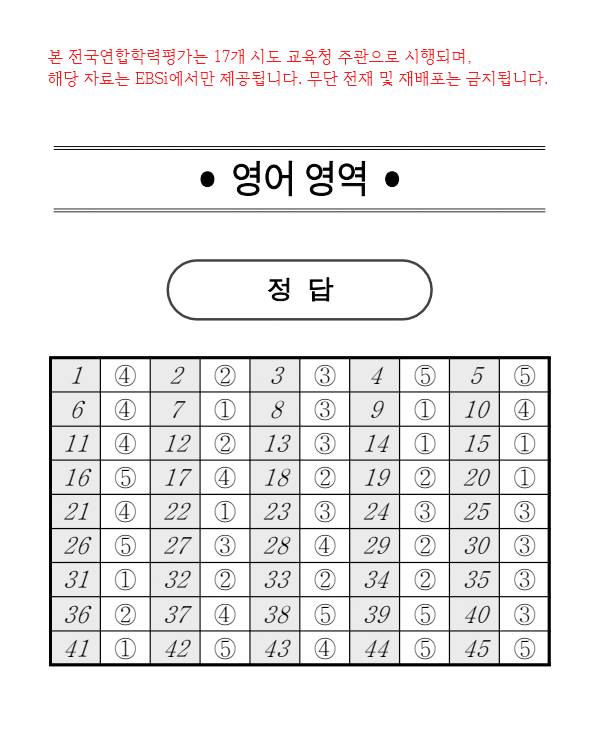 본 전국연합학력평가는 17개 시도 교육청 주관으로 시행되며,
해당 자료는 EBSi에서만 제공됩니다. 무단 전재 및 재배포는 금지됩니다.
● 영어 영역 ●
정 답
1 ④ 2 ② 3 ③ 4 ⑤ 5 ⑤
6 ④ 7 ① 8 ③ 9 ① 10 ④
11 ④ 12 ② 13 ③ 14 ① 15 ①
16 ⑤ 17 ④ 18 ② 19 ② 20 ①
21 ④ 22 ① 23 ③ 24 ③ 25 ③
26 ⑤ 27 ③ 28 ④ 29 ② 30 ③
31 ① 32 ② 33 ② 34 ② 35 ③
36 ② 37 ④ 38 ⑤ 39 ⑤ 40 ③
41 ① 42 ⑤ 43 ④ 44 ⑤ 45 ⑤